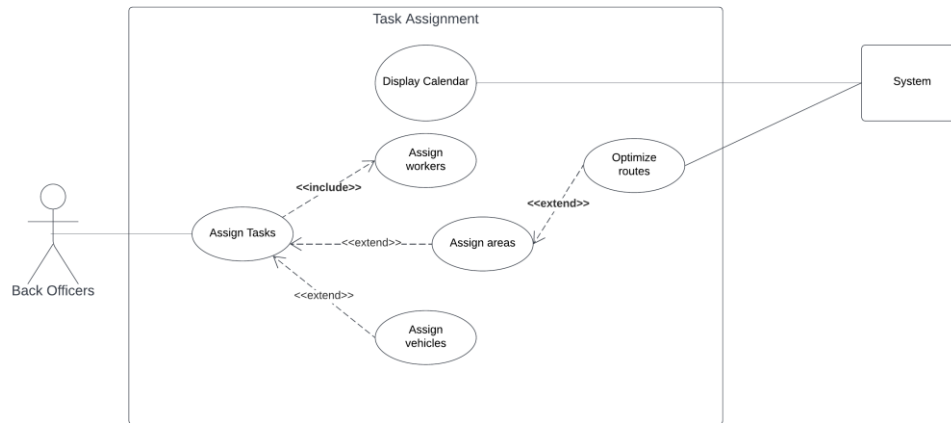 Task Assignment
Display Calendar
System
Assign
workers
Optimize
routes
<<include>>
<<extend>>
Assign Tasks
<<extend>>
Assign areas
Back Officers
<<extend>>
Assign
vehicles